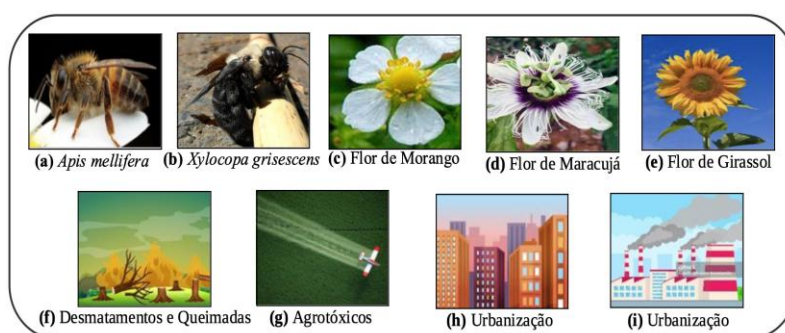 (a) Apis mellifera
(b) Xylocopa grisescens
(c) Flor de Morango
(d) Flor de Maracujá
(e) Flor de Girassol
(f) Desmatamentos e Queimadas
(g) Agrotóxicos
(h) Urbanização
(i) Urbanização